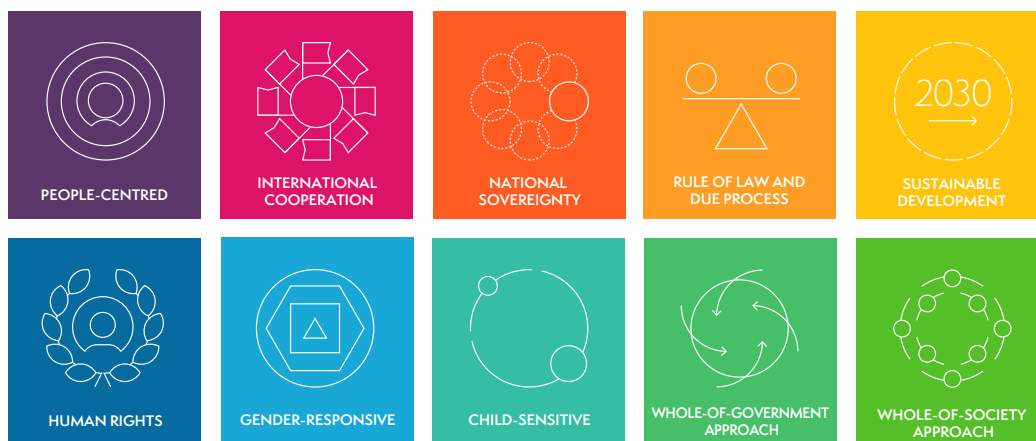 PEOPLE-CENTRED
INTERNATIONAL
COOPERATION
NATIONAL
SOVEREIGNTY
RULE OF LAW AND
DUE PROCESS
2030
SUSTAINABLE
DEVELOPMENT
HUMAN RIGHTS
GENDER-RESPONSIVE
CHILD-SENSITIVE
WHOLE-OF-GOVERNMENT
APPROACH
WHOLE-OF-SOCIETY
APPROACH